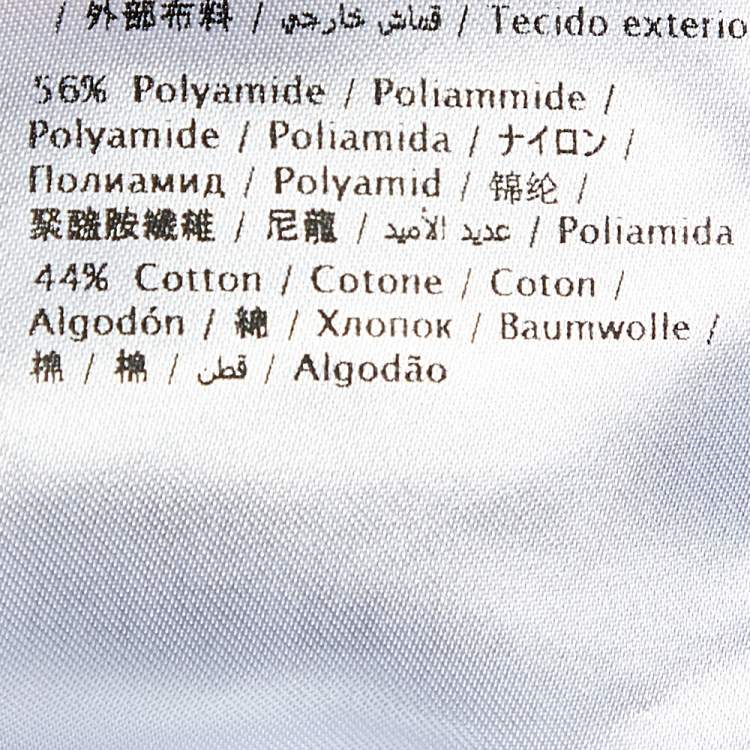 / 外部布料 / قماش خارجي / Tecido exterio
56% Polyamide / Poliammide /
Polyamide / Poliamida / ナイロン /
Полиамид / Polyamid / 锦纶 /
聚醯胺纖維 / 尼龍 / عديد الأميد / Poliamida
44% Cotton / Cotone / Coton /
Algodón / 綿 / Хлопок / Baumwolle /
棉 / 棉 / قطن / Algodão